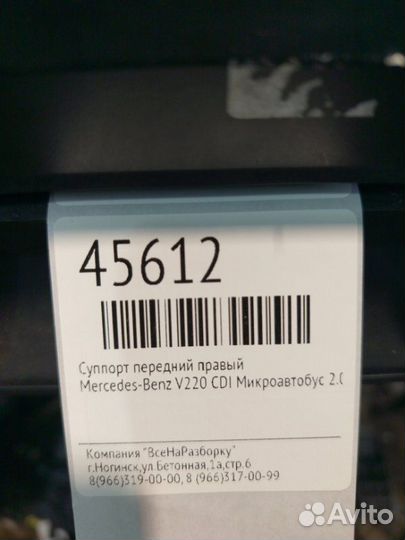 45612
Суппорт передний правый
Mercedes-Benz V220 CDI Микроавтобус 2.0
Компания "ВсеНаРазборку"
г.Ногинск,ул.Бетонная,1а,стр.6
8(966)319-00-00, 8 (966)317-00-99
Avito